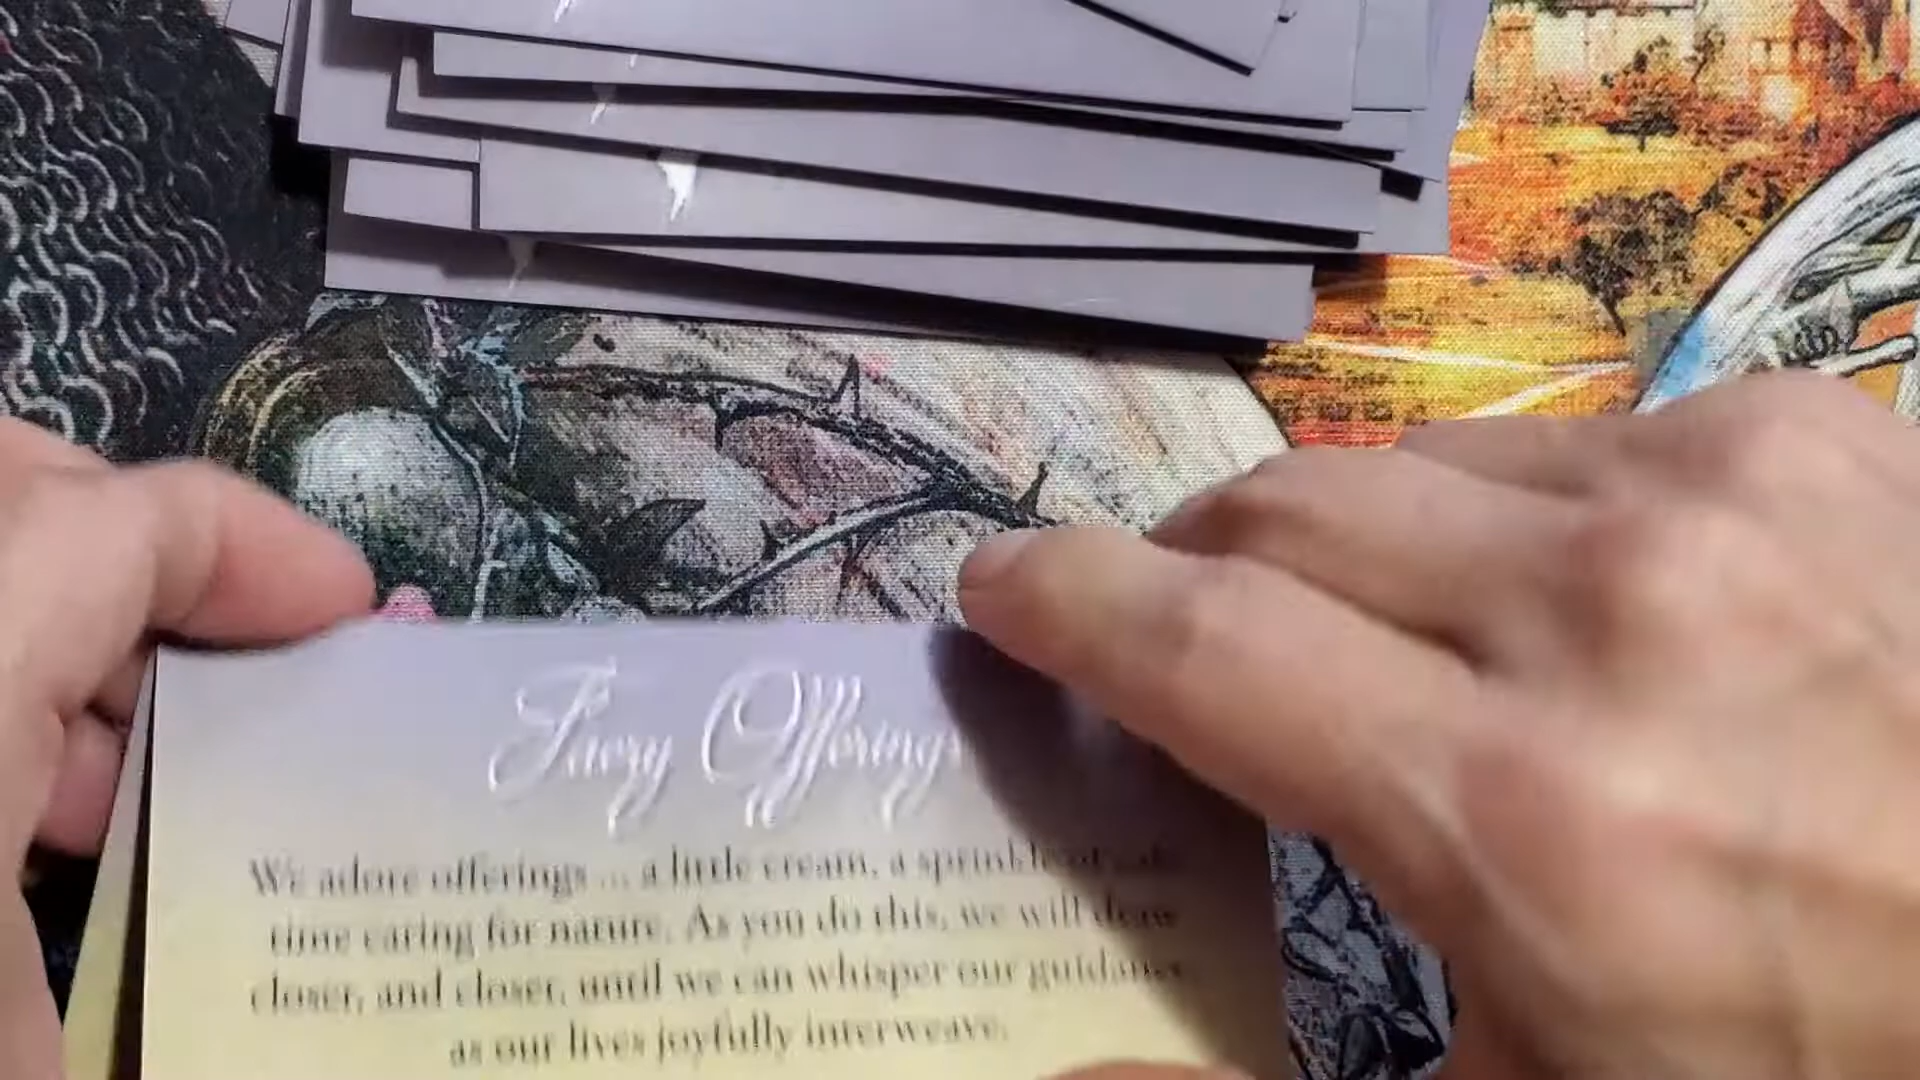 Faery Offerings
We adore offerings ... a little cream, a sprinkle of
time caring for nature. As you do this, we will draw
closer, and closer, until we can whisper our guidance
as our lives joyfully interweave.